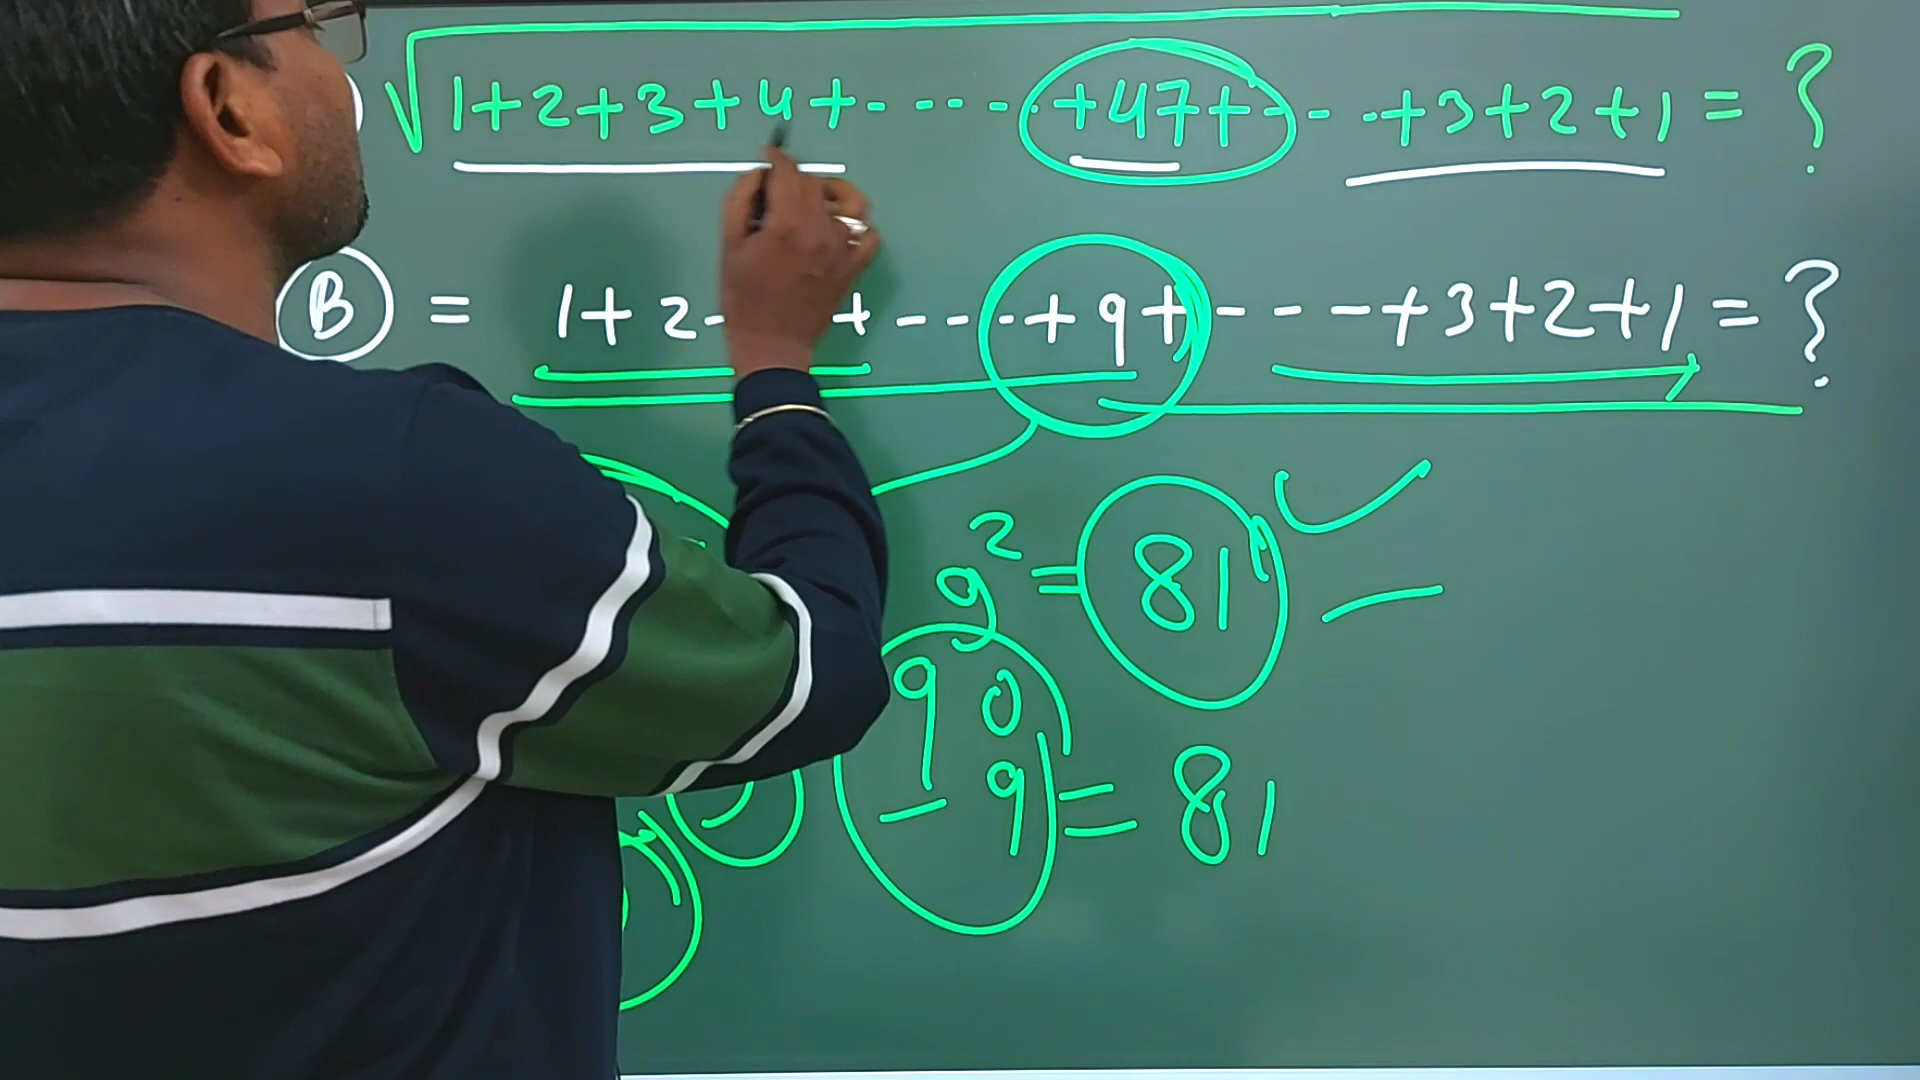 √1+2+3+4+---- +47+- - -+3+2+1 = ?
B = 1+2 + ---- +9+ - - - -+3+2+1 = ?
9² = 81
90
-9 = 81